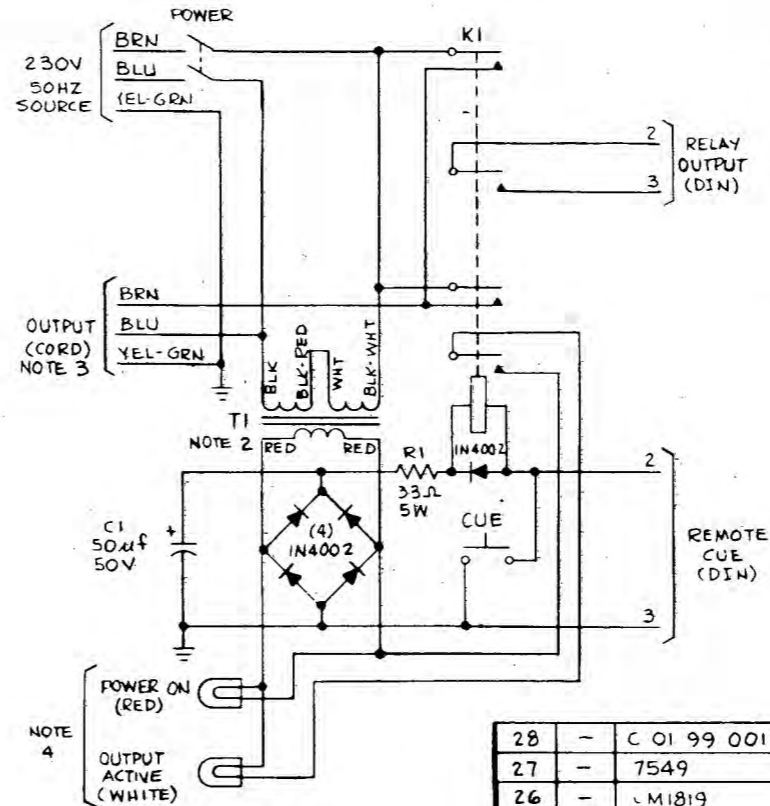 POWER
K1
BRN
230V
BLU
50HZ
SOURCE
YEL-GRN
2
RELAY
OUTPUT
(DIN)
3
BRN
OUTPUT
BLU
(CORD)
NOTE 3
YEL-GRN
BLK
BLK-RED
WHT
BLK-WHT
T1
NOTE 2
RED
RED
R1
33Ω
5W
1N4002
2
C1
50µf
50V
+
(4)
1N4002
CUE
REMOTE
CUE
(DIN)
3
NOTE
4
POWER ON
(RED)
OUTPUT
ACTIVE
(WHITE)
28 - C 01 99 001
27 - 7549
26 - LM1819